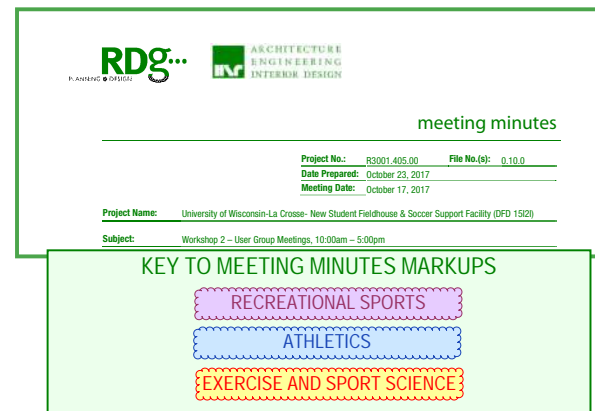 RDg...
PLANNING & DESIGN
ARCHITECTURE
ENGINEERING
INTERIOR DESIGN
meeting minutes
Project No.: R3001.405.00 File No.(s): 0.10.0
Date Prepared: October 23, 2017
Meeting Date: October 17, 2017
Project Name: University of Wisconsin-La Crosse- New Student Fieldhouse & Soccer Support Facility (DFD 15I2I)
Subject: Workshop 2 – User Group Meetings, 10:00am – 5:00pm
KEY TO MEETING MINUTES MARKUPS
RECREATIONAL SPORTS
ATHLETICS
EXERCISE AND SPORT SCIENCE